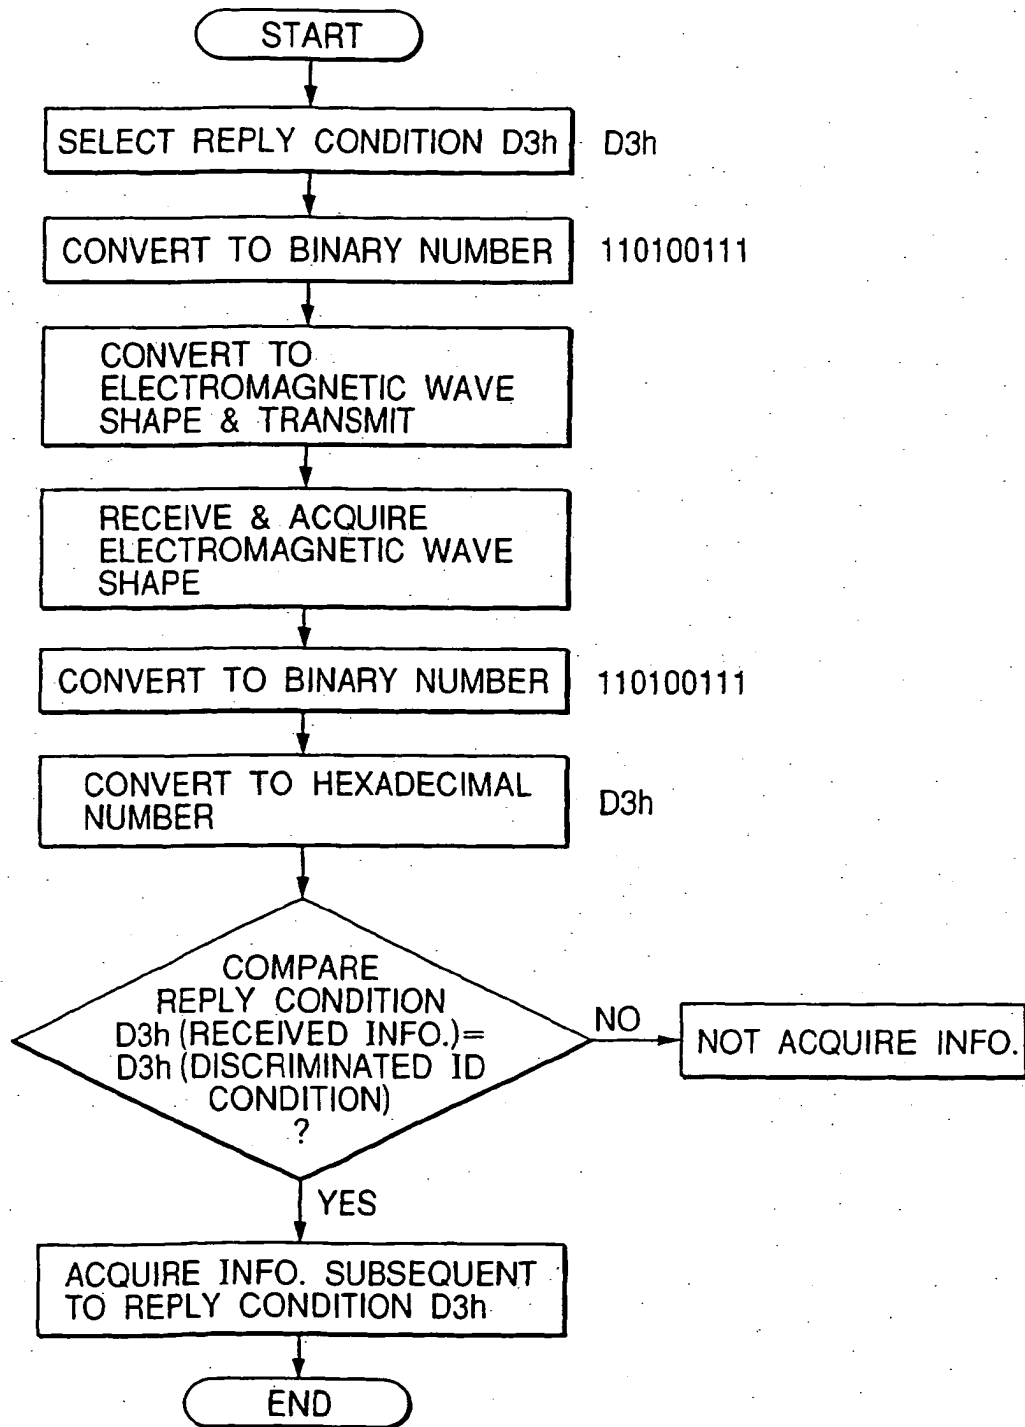 START
SELECT REPLY CONDITION D3h
D3h
CONVERT TO BINARY NUMBER
110100111
CONVERT TO
ELECTROMAGNETIC WAVE
SHAPE & TRANSMIT
RECEIVE & ACQUIRE
ELECTROMAGNETIC WAVE
SHAPE
CONVERT TO BINARY NUMBER
110100111
CONVERT TO HEXADECIMAL
NUMBER
D3h
COMPARE
REPLY CONDITION
D3h (RECEIVED INFO.)=
D3h (DISCRIMINATED ID
CONDITION)
?
NO
NOT ACQUIRE INFO.
YES
ACQUIRE INFO. SUBSEQUENT
TO REPLY CONDITION D3h
END